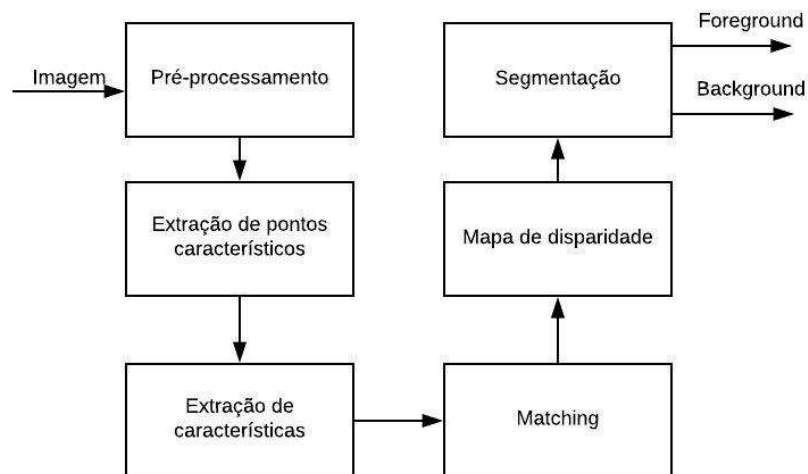 Imagem
Pré-processamento
Extração de pontos
característicos
Extração de
características
Matching
Mapa de disparidade
Segmentação
Foreground
Background